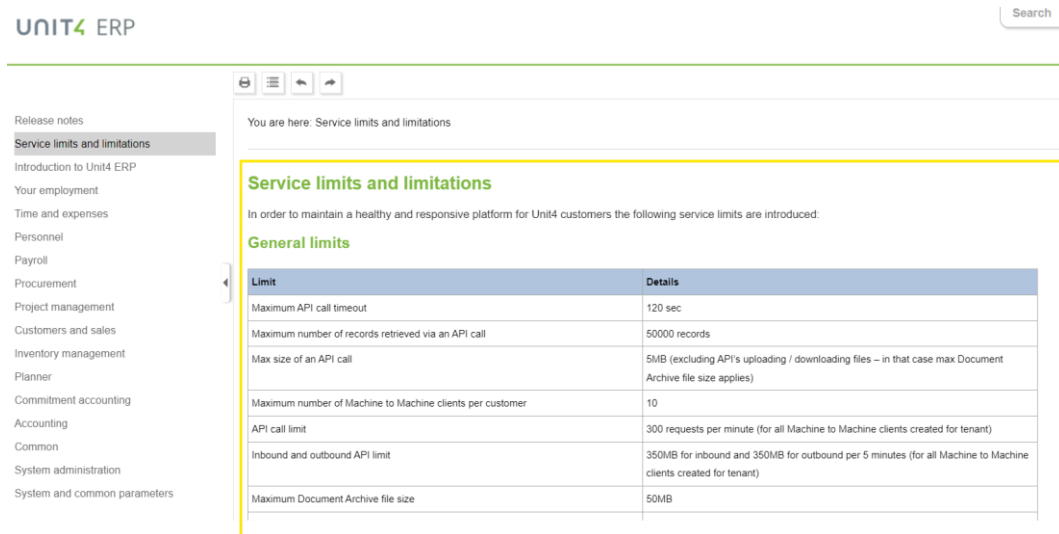 UNIT4 ERP
Search
Release notes
Service limits and limitations
Introduction to Unit4 ERP
Your employment
Time and expenses
Personnel
Payroll
Procurement
Project management
Customers and sales
Inventory management
Planner
Commitment accounting
Accounting
Common
System administration
System and common parameters
You are here: Service limits and limitations
Service limits and limitations
In order to maintain a healthy and responsive platform for Unit4 customers the following service limits are introduced:
General limits
Limit Details
Maximum API call timeout 120 sec
Maximum number of records retrieved via an API call 50000 records
Max size of an API call 5MB (excluding API's uploading / downloading files – in that case max Document
Archive file size applies)
Maximum number of Machine to Machine clients per customer 10
API call limit 300 requests per minute (for all Machine to Machine clients created for tenant)
Inbound and outbound API limit 350MB for inbound and 350MB for outbound per 5 minutes (for all Machine to Machine
clients created for tenant)
Maximum Document Archive file size 50MB